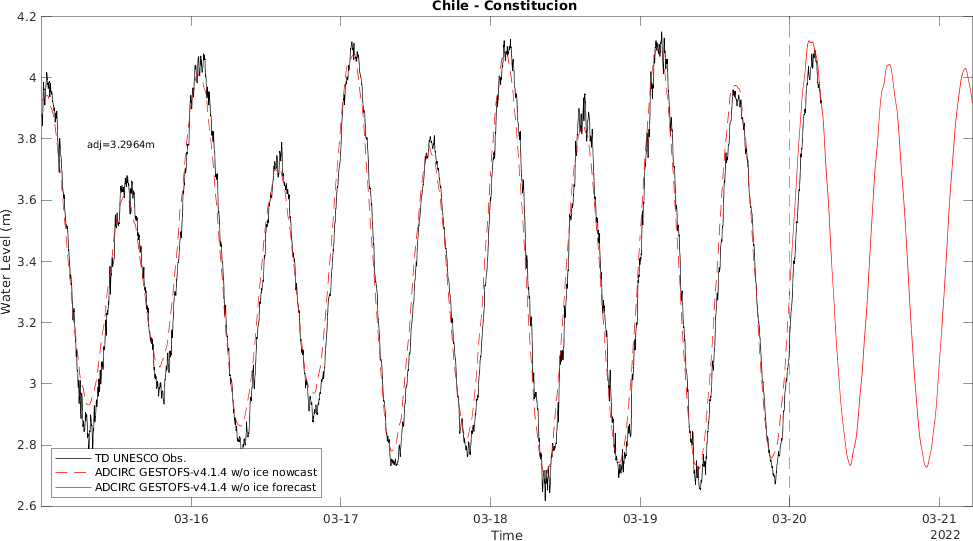 Chile - Constitucion
4.2
4
3.8
3.6
3.4
3.2
3
2.8
2.6
Water Level (m)
adj=3.2964m
TD UNESCO Obs.
ADCIRC GESTOFS-v4.1.4 w/o ice nowcast
ADCIRC GESTOFS-v4.1.4 w/o ice forecast
03-16 03-17 03-18 03-19 03-20 03-21
Time 2022